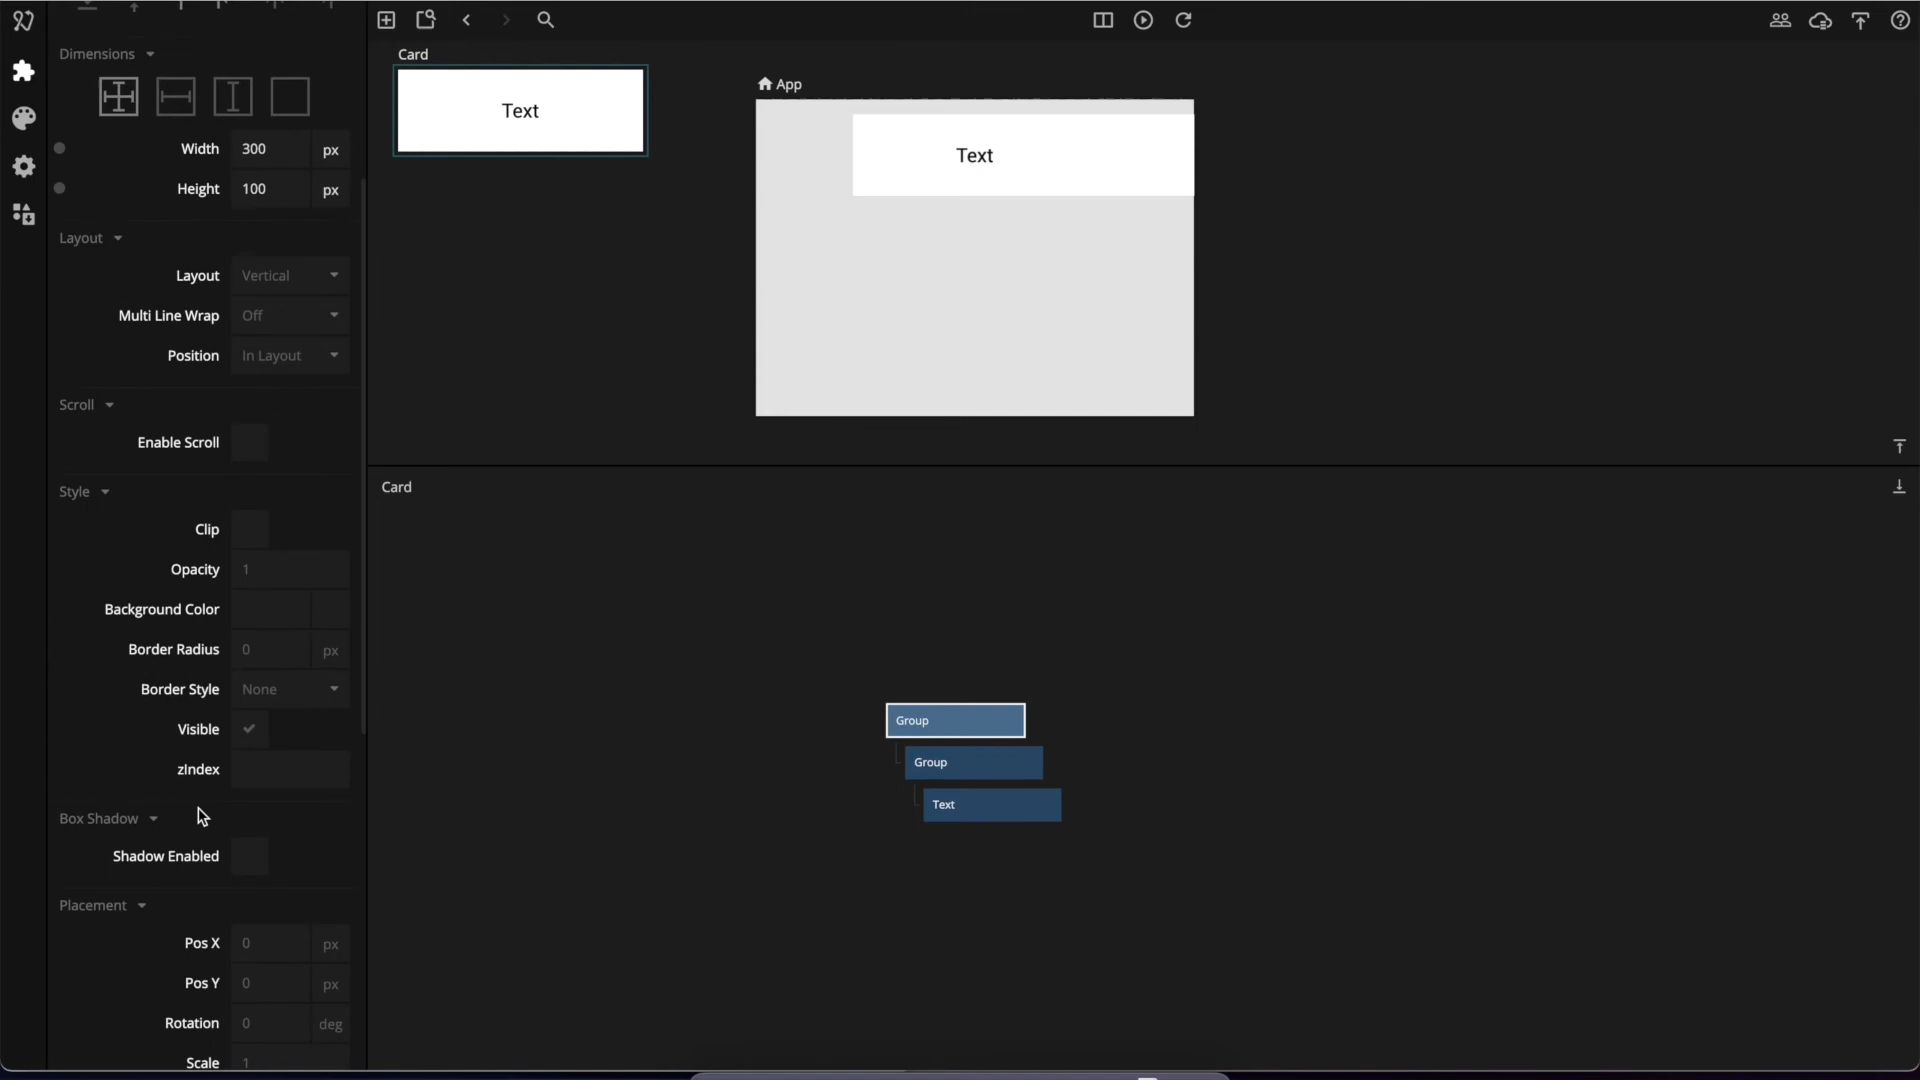 Dimensions
Width 300 px
Height 100 px
Layout
Layout Vertical
Multi Line Wrap Off
Position In Layout
Scroll
Enable Scroll
Style
Clip
Opacity 1
Background Color
Border Radius 0 px
Border Style None
Visible
zIndex
Box Shadow
Shadow Enabled
Placement
Pos X 0 px
Pos Y 0 px
Rotation 0 deg
Scale 1
Card
Text
App
Text
Card
Group
Group
Text